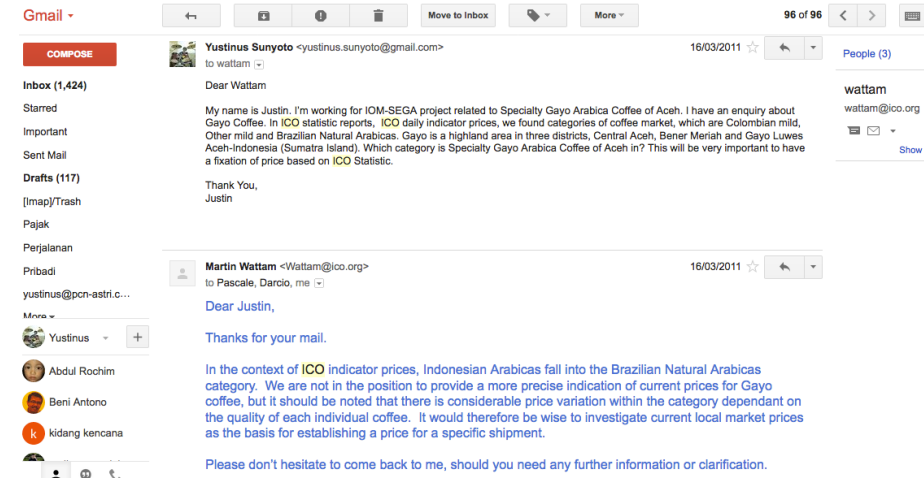 Gmail
Move to Inbox
More
96 of 96
COMPOSE
Inbox (1,424)
Starred
Important
Sent Mail
Drafts (117)
[Imap]/Trash
Pajak
Perjalanan
Pribadi
yustinus@pcn-astri.c...
More
Yustinus
Abdul Rochim
Beni Antono
k kidang kencana
Yustinus Sunyoto <yustinus.sunyoto@gmail.com>
16/03/2011
to wattam
Dear Wattam
My name is Justin. I'm working for IOM-SEGA project related to Specialty Gayo Arabica Coffee of Aceh. I have an enquiry about
Gayo Coffee. In ICO statistic reports, ICO daily indicator prices, we found categories of coffee market, which are Colombian mild,
Other mild and Brazilian Natural Arabicas. Gayo is a highland area in three districts, Central Aceh, Bener Meriah and Gayo Luwes
Aceh-Indonesia (Sumatra Island). Which category is Specialty Gayo Arabica Coffee of Aceh in? This will be very important to have
a fixation of price based on ICO Statistic.
Thank You,
Justin
Martin Wattam <Wattam@ico.org>
16/03/2011
to Pascale, Darcio, me
Dear Justin,
Thanks for your mail.
In the context of ICO indicator prices, Indonesian Arabicas fall into the Brazilian Natural Arabicas
category. We are not in the position to provide a more precise indication of current prices for Gayo
coffee, but it should be noted that there is considerable price variation within the category dependant on
the quality of each individual coffee. It would therefore be wise to investigate current local market prices
as the basis for establishing a price for a specific shipment.
Please don't hesitate to come back to me, should you need any further information or clarification.
People (3)
wattam
wattam@ico.org
Show